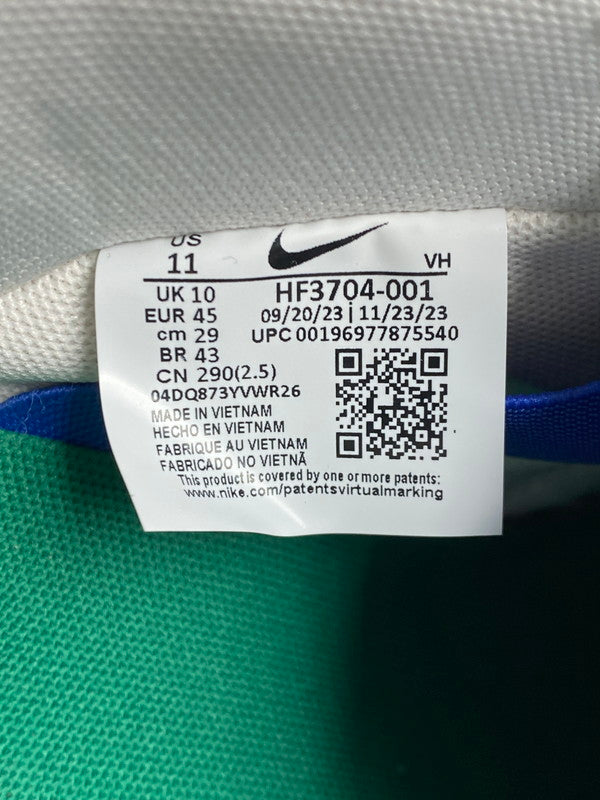 US
11
VH
UK 10
HF3704-001
EUR 45
09/20/23 | 11/23/23
cm 29
UPC 00196977875540
BR 43
CN 290(2.5)
04DQ873YVWR26
MADE IN VIETNAM
HECHO EN VIETNAM
FABRIQUE AU VIETNAM
FABRICADO NO VIETNÃ
This product is covered by one or more patents:
www.nike.com/patentsvirtualmarking